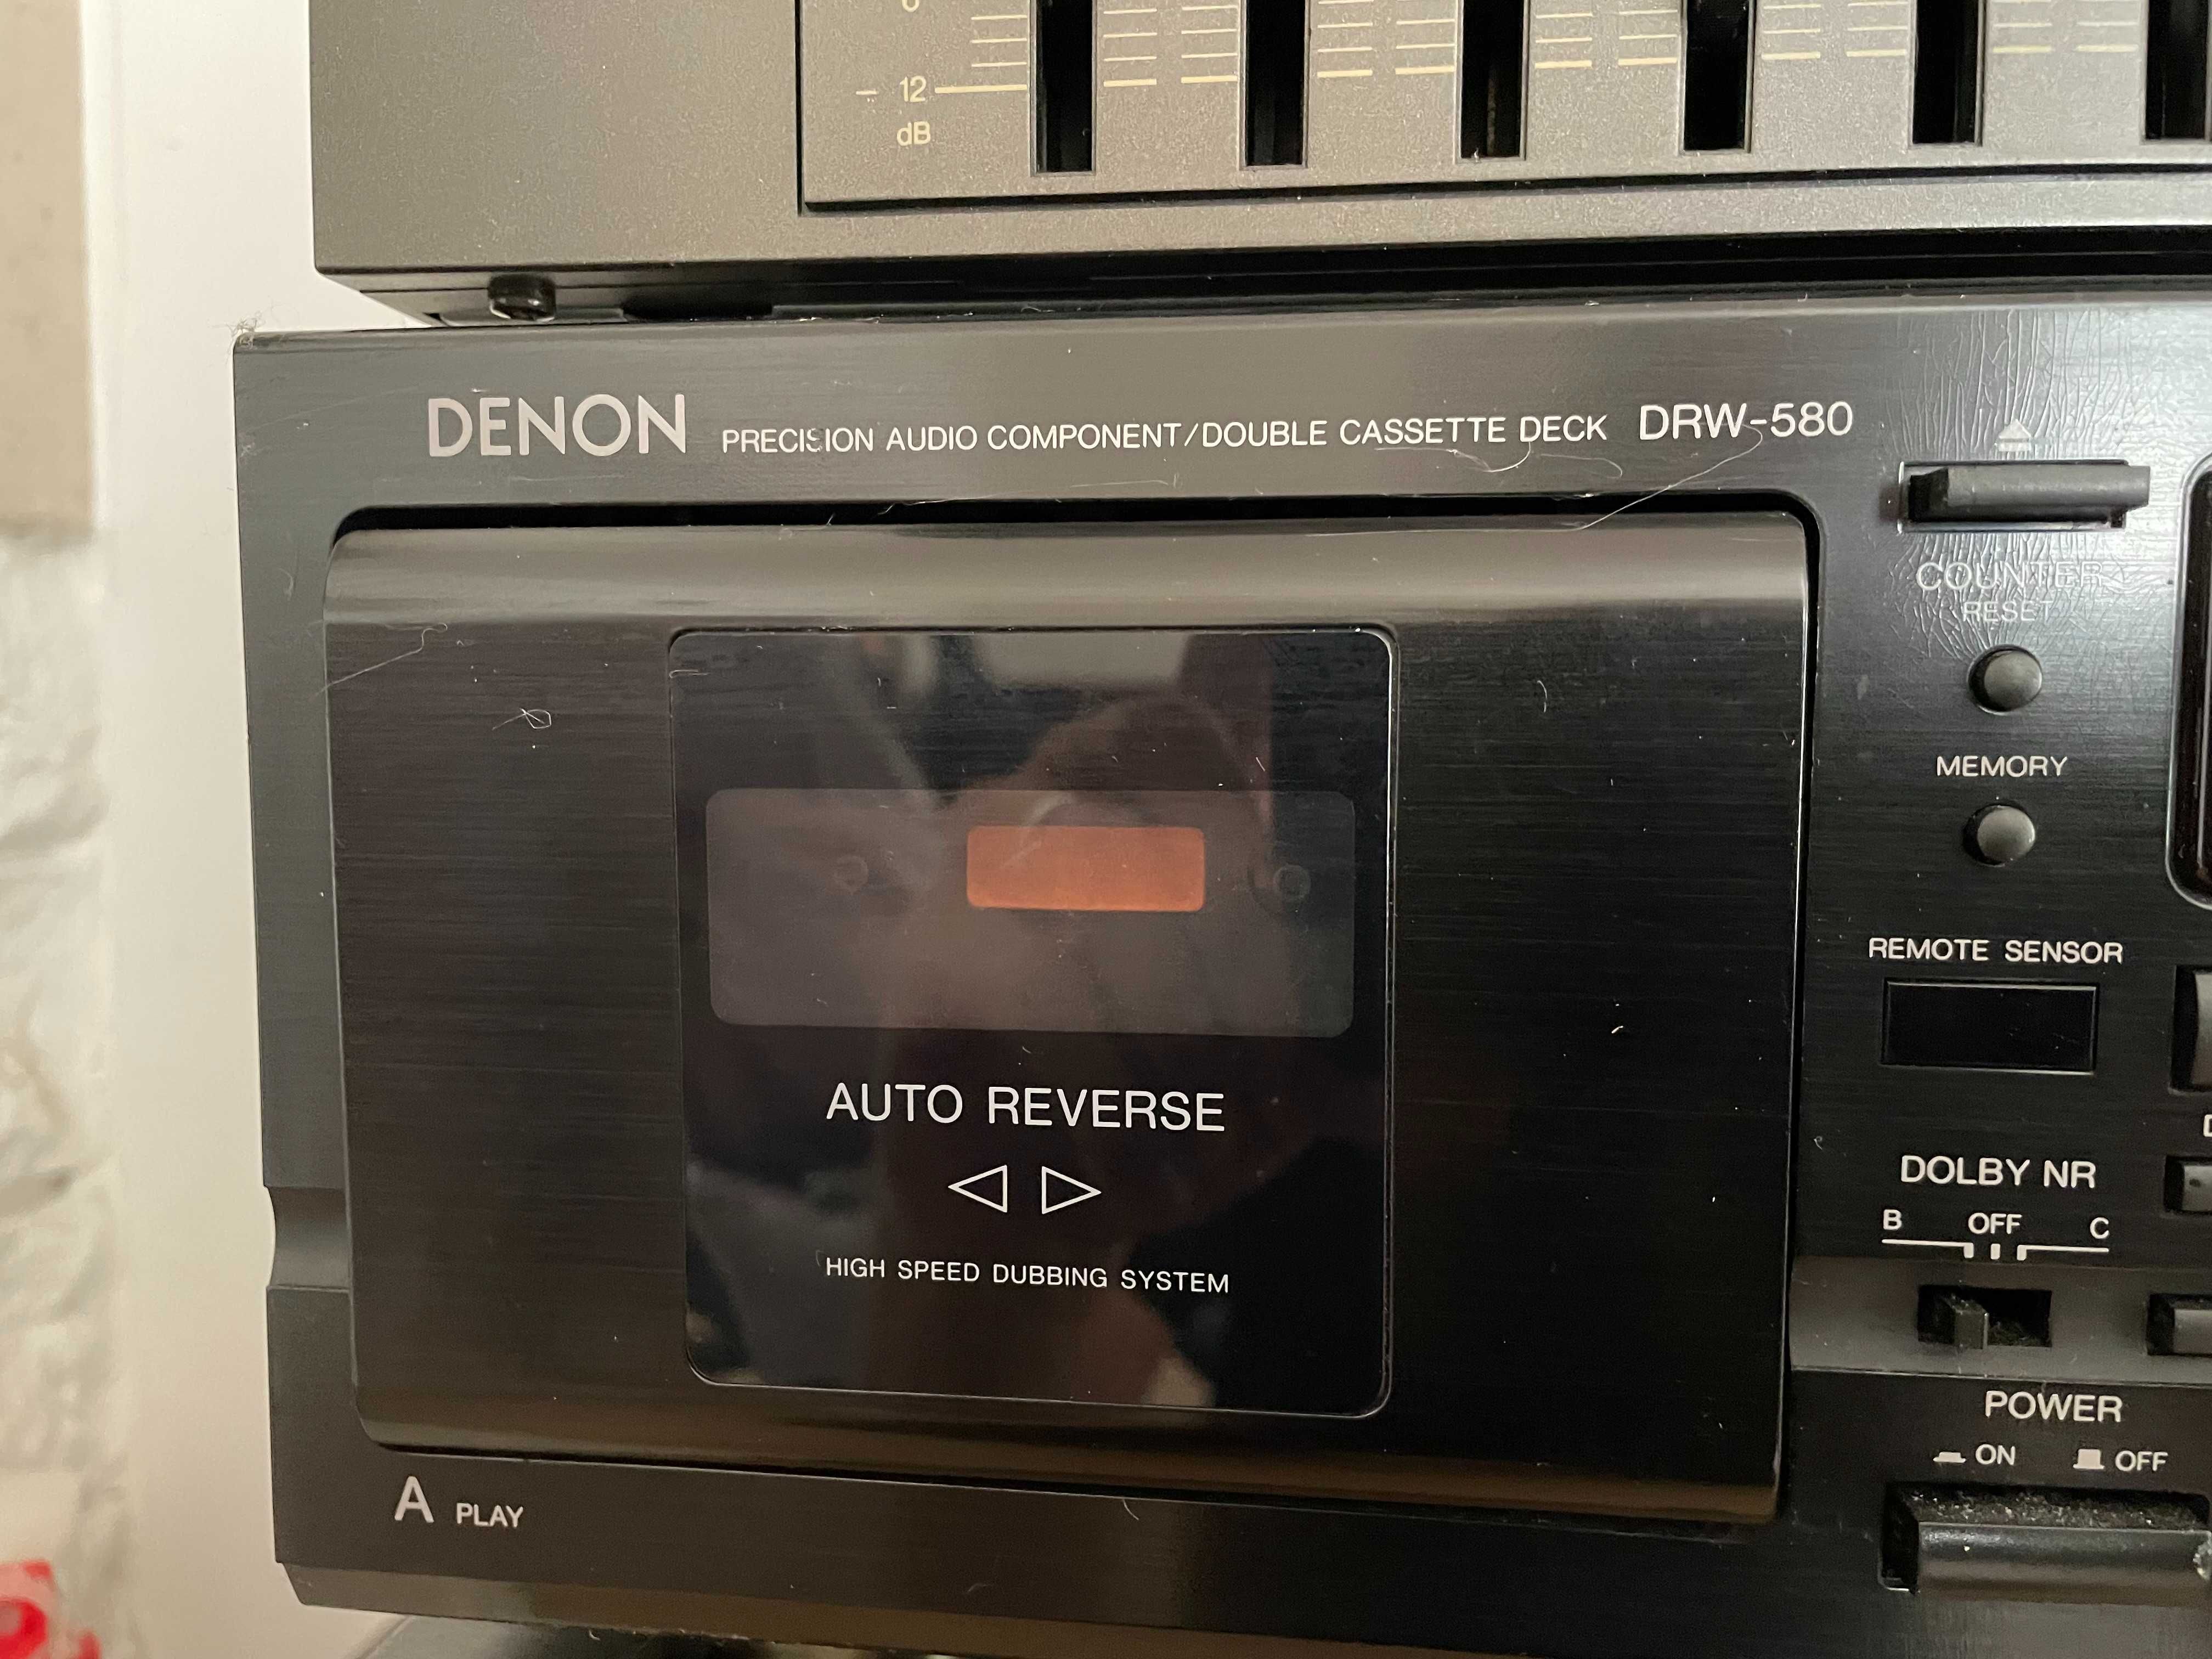 − 12
dB
DENON PRECISION AUDIO COMPONENT/DOUBLE CASSETTE DECK DRW-580
COUNTER
RESET
MEMORY
REMOTE SENSOR
AUTO REVERSE
HIGH SPEED DUBBING SYSTEM
DOLBY NR
B OFF C
POWER
ON OFF
A PLAY